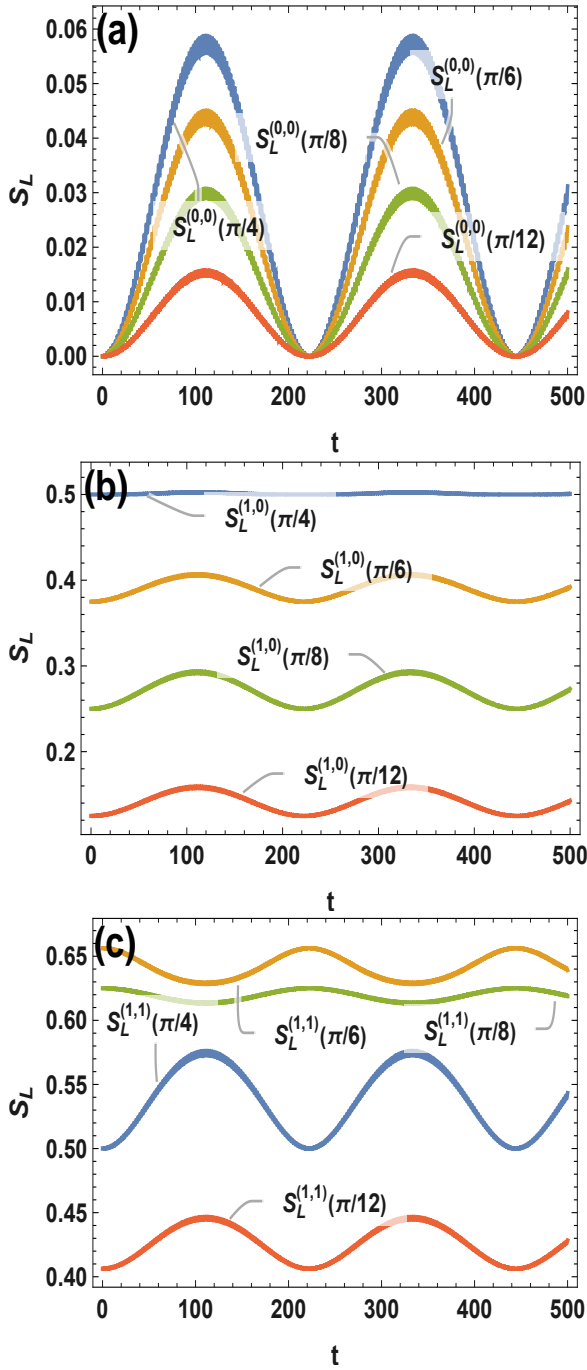 (a)
0.06
0.05
0.04
0.03
0.02
0.01
0.00
S_L
S_L^(0,0)(π/6)
S_L^(0,0)(π/8)
S_L^(0,0)(π/4)
S_L^(0,0)(π/12)
0 100 200 300 400 500
t
(b)
0.5
0.4
0.3
0.2
S_L
S_L^(1,0)(π/4)
S_L^(1,0)(π/6)
S_L^(1,0)(π/8)
S_L^(1,0)(π/12)
0 100 200 300 400 500
t
(c)
0.65
0.60
0.55
0.50
0.45
0.40
S_L
S_L^(1,1)(π/4)
S_L^(1,1)(π/6)
S_L^(1,1)(π/8)
S_L^(1,1)(π/12)
0 100 200 300 400 500
t